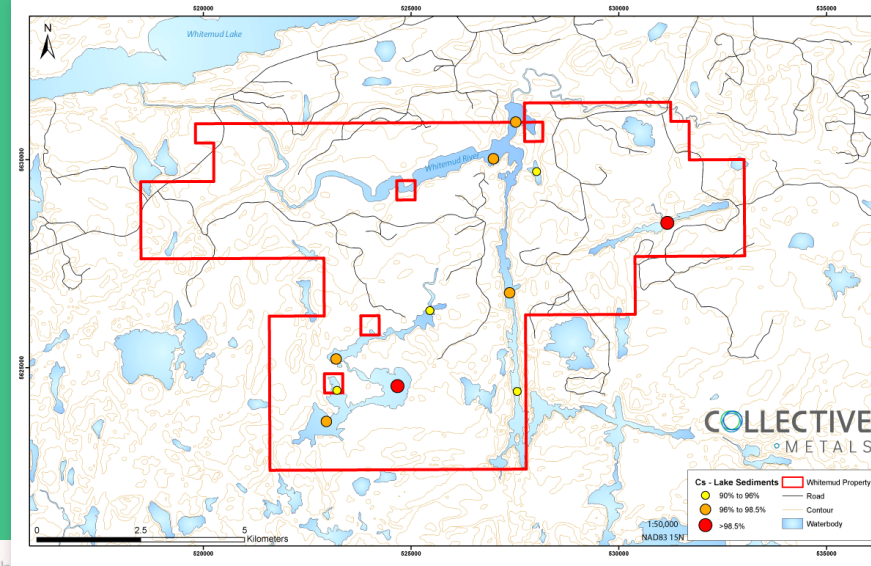 520000 525000 530000 535000
N
Whitemud Lake
5630000
Whitemud River
5625000
COLLECTIVE
METALS
Cs - Lake Sediments
90% to 96%
96% to 98.5%
>98.5%
Whitemud Property
Road
Contour
Waterbody
1:50,000
NAD83 15N
0 2.5 5
Kilometers
520000 525000 530000 535000